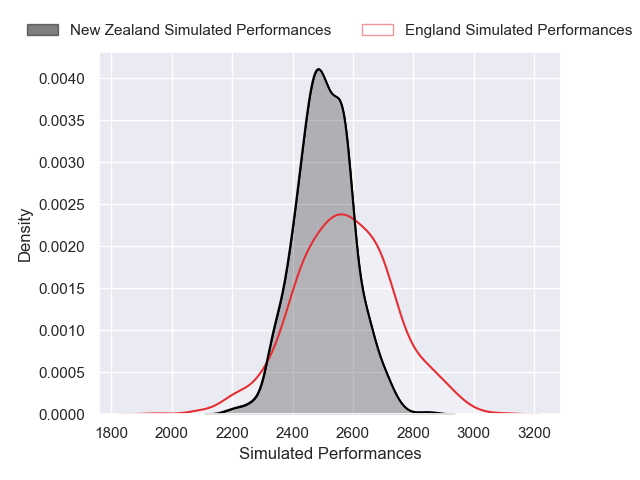 New Zealand Simulated Performances England Simulated Performances
0.0040
0.0035
0.0030
0.0025
0.0020
0.0015
0.0010
0.0005
0.0000
Density
1800 2000 2200 2400 2600 2800 3000 3200
Simulated Performances